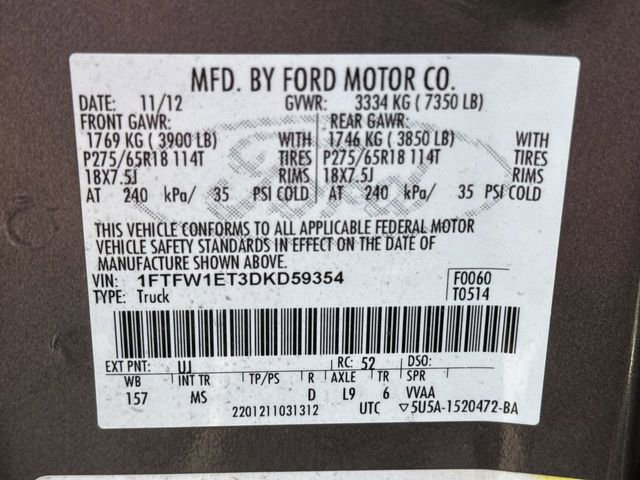 MFD. BY FORD MOTOR CO.
DATE: 11/12 GVWR: 3334 KG ( 7350 LB)
FRONT GAWR: REAR GAWR:
1769 KG ( 3900 LB) WITH 1746 KG ( 3850 LB) WITH
P275/65R18 114T TIRES P275/65R18 114T TIRES
18X7.5J RIMS 18X7.5J RIMS
AT 240 kPa/ 35 PSI COLD AT 240 kPa/ 35 PSI COLD
THIS VEHICLE CONFORMS TO ALL APPLICABLE FEDERAL MOTOR
VEHICLE SAFETY STANDARDS IN EFFECT ON THE DATE OF
MANUFACTURE SHOWN ABOVE.
VIN: 1FTFW1ET3DKD59354 F0060
TYPE: Truck T0514
EXT PNT: UJ RC: 52 DSO:
WB INT TR TP/PS R AXLE TR SPR
157 MS D L9 6 VVAA
2201211031312 UTC ▽5U5A-1520472-BA
Ford